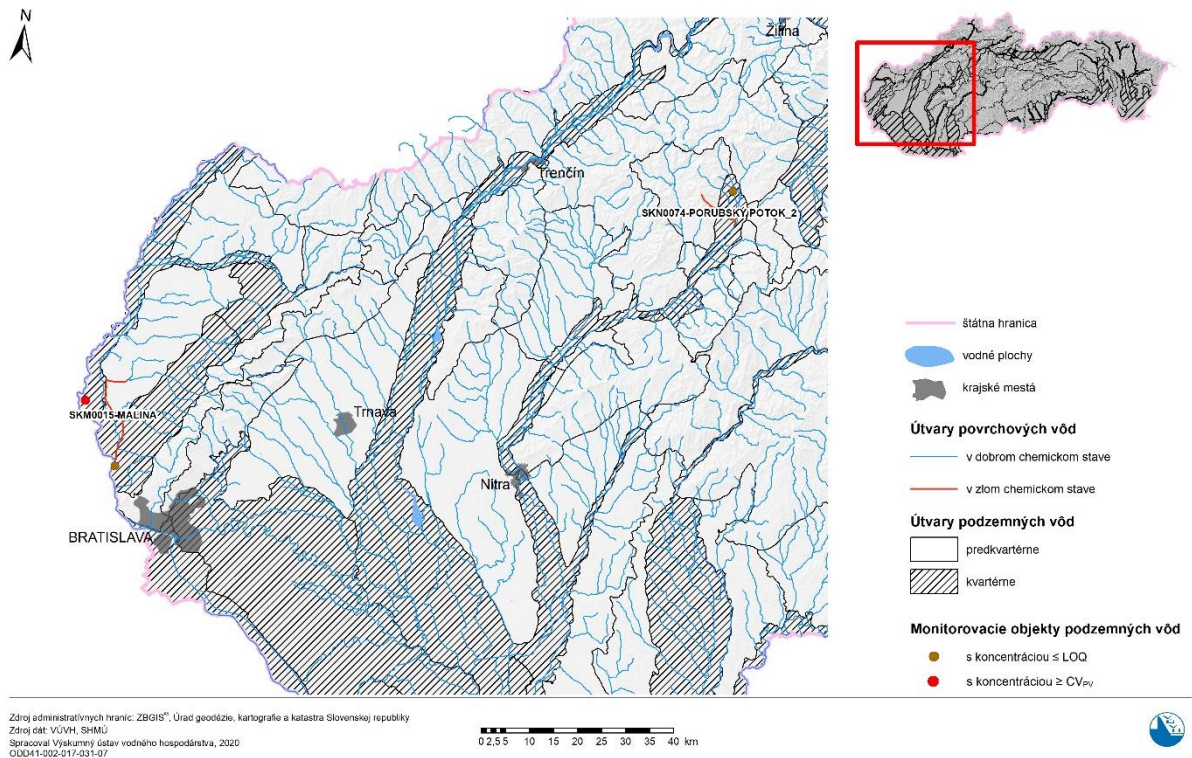 N
Žilina
Trenčín
SKN0074-PORUBSKÝ POTOK_2
SKM0015-MALINA
Trnava
Nitra
BRATISLAVA
štátna hranica
vodné plochy
krajské mestá
Útvary povrchových vôd
v dobrom chemickom stave
v zlom chemickom stave
Útvary podzemných vôd
predkvartérne
kvartérne
Monitorovacie objekty podzemných vôd
s koncentráciou ≤ LOQ
s koncentráciou ≥ CVPV
Zdroj administratívnych hraníc: ZBGIS®, Úrad geodézie, kartografie a katastra Slovenskej republiky
Zdroj dát: VÚVH, SHMÚ
Spracoval Výskumný ústav vodného hospodárstva, 2020
ODD41-002-017-031-07
0 2,5 5 10 15 20 25 30 35 40 km